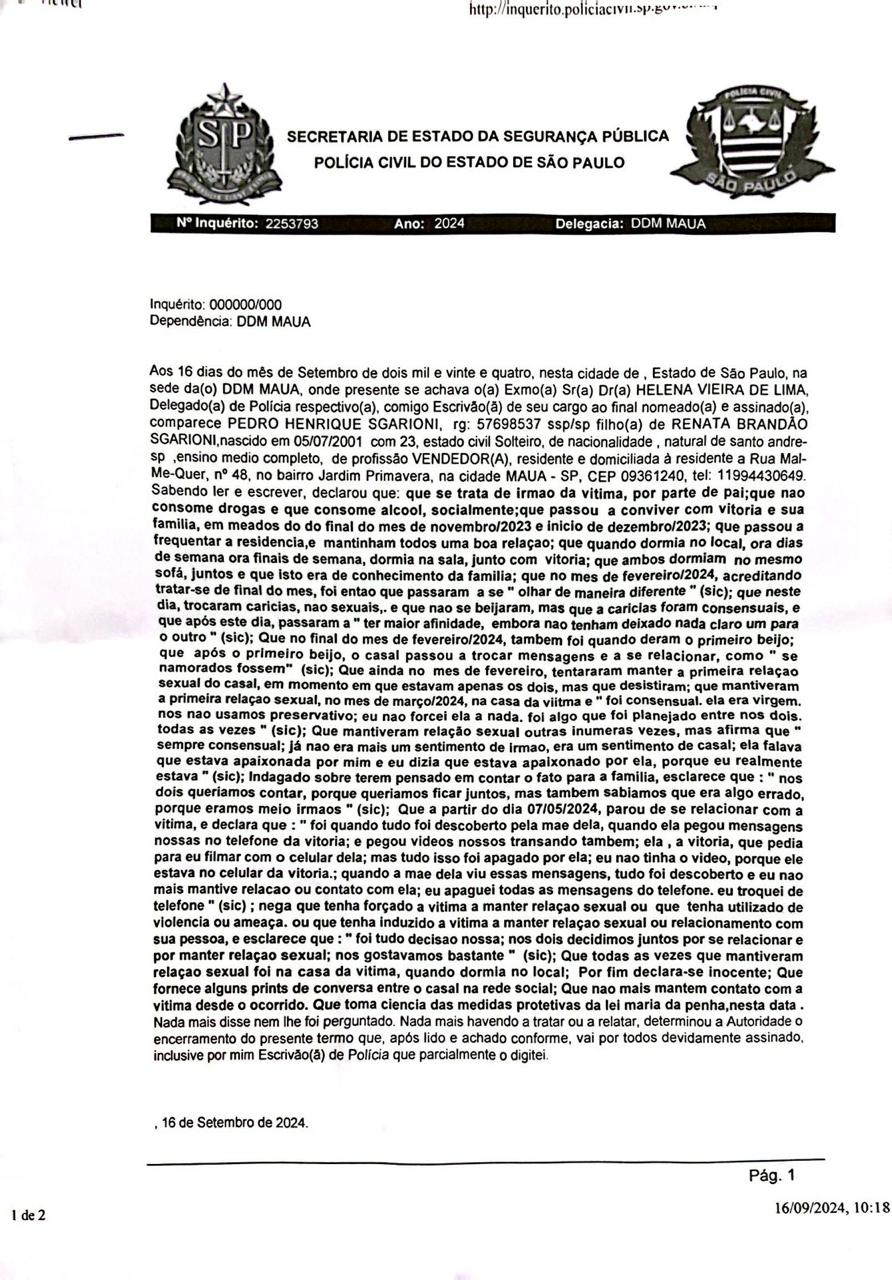 http://inquerito.policiacivil.sp.gov.
SP
POLÍCIA CIVIL
SÃO PAULO
SECRETARIA DE ESTADO DA SEGURANÇA PÚBLICA
POLÍCIA CIVIL DO ESTADO DE SÃO PAULO
Nº Inquérito: 2253793 Ano: 2024 Delegacia: DDM MAUA
Inquérito: 000000/000
Dependência: DDM MAUA
Aos 16 dias do mês de Setembro de dois mil e vinte e quatro, nesta cidade de , Estado de São Paulo, na
sede da(o) DDM MAUA, onde presente se achava o(a) Exmo(a) Sr(a) Dr(a) HELENA VIEIRA DE LIMA,
Delegado(a) de Polícia respectivo(a), comigo Escrivão(ã) de seu cargo ao final nomeado(a) e assinado(a),
comparece PEDRO HENRIQUE SGARIONI, rg: 57698537 ssp/sp filho(a) de RENATA BRANDÃO
SGARIONI,nascido em 05/07/2001 com 23, estado civil Solteiro, de nacionalidade , natural de santo andre-
sp ,ensino medio completo, de profissão VENDEDOR(A), residente e domiciliada à residente a Rua Mal-
Me-Quer, nº 48, no bairro Jardim Primavera, na cidade MAUA - SP, CEP 09361240, tel: 11994430649.
Sabendo ler e escrever, declarou que: que se trata de irmao da vitima, por parte de pai;que nao
consome drogas e que consome alcool, socialmente;que passou a conviver com vitoria e sua
familia, em meados do do final do mes de novembro/2023 e inicio de dezembro/2023; que passou a
frequentar a residencia,e mantinham todos uma boa relaçao; que quando dormia no local, ora dias
de semana ora finais de semana, dormia na sala, junto com vitoria; que ambos dormiam no mesmo
sofá, juntos e que isto era de conhecimento da familia; que no mes de fevereiro/2024, acreditando
tratar-se de final do mes, foi entao que passaram a se " olhar de maneira diferente " (sic); que neste
dia, trocaram caricias, nao sexuais,. e que nao se beijaram, mas que a caricias foram consensuais, e
que após este dia, passaram a " ter maior afinidade, embora nao tenham deixado nada claro um para
o outro " (sic); Que no final do mes de fevereiro/2024, tambem foi quando deram o primeiro beijo;
que após o primeiro beijo, o casal passou a trocar mensagens e a se relacionar, como " se
namorados fossem" (sic); Que ainda no mes de fevereiro, tentararam manter a primeira relaçao
sexual do casal, em momento em que estavam apenas os dois, mas que desistiram; que mantiveram
a primeira relaçao sexual, no mes de março/2024, na casa da viitma e " foi consensual. ela era virgem.
nos nao usamos preservativo; eu nao forcei ela a nada. foi algo que foi planejado entre nos dois.
todas as vezes " (sic); Que mantiveram relação sexual outras inumeras vezes, mas afirma que "
sempre consensual; já nao era mais um sentimento de irmao, era um sentimento de casal; ela falava
que estava apaixonada por mim e eu dizia que estava apaixonado por ela, porque eu realmente
estava " (sic); Indagado sobre terem pensado em contar o fato para a familia, esclarece que : " nos
dois queriamos contar, porque queriamos ficar juntos, mas tambem sabiamos que era algo errado,
porque eramos meio irmaos " (sic); Que a partir do dia 07/05/2024, parou de se relacionar com a
vitima, e declara que : " foi quando tudo foi descoberto pela mae dela, quando ela pegou mensagens
nossas no telefone da vitoria; e pegou videos nossos transando tambem; ela , a vitoria, que pedia
para eu filmar com o celular dela; mas tudo isso foi apagado por ela; eu nao tinha o video, porque ele
estava no celular da vitoria.; quando a mae dela viu essas mensagens, tudo foi descoberto e eu nao
mais mantive relacao ou contato com ela; eu apaguei todas as mensagens do telefone. eu troquei de
telefone " (sic) ; nega que tenha forçado a vitima a manter relaçao sexual ou que tenha utilizado de
violencia ou ameaça. ou que tenha induzido a vitima a manter relaçao sexual ou relacionamento com
sua pessoa, e esclarece que : " foi tudo decisao nossa; nos dois decidimos juntos por se relacionar e
por manter relaçao sexual; nos gostavamos bastante " (sic); Que todas as vezes que mantiveram
relaçao sexual foi na casa da vitima, quando dormia no local; Por fim declara-se inocente; Que
fornece alguns prints de conversa entre o casal na rede social; Que nao mais mantem contato com a
vitima desde o ocorrido. Que toma ciencia das medidas protetivas da lei maria da penha,nesta data .
Nada mais disse nem lhe foi perguntado. Nada mais havendo a tratar ou a relatar, determinou a Autoridade o
encerramento do presente termo que, após lido e achado conforme, vai por todos devidamente assinado,
inclusive por mim Escrivão(ã) de Polícia que parcialmente o digitei.
, 16 de Setembro de 2024.
Pág. 1
1 de 2
16/09/2024, 10:18